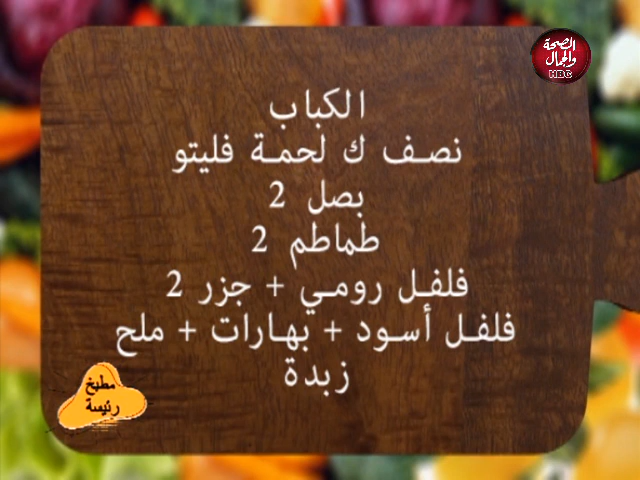 الصحة
والجمال
HBC
الكباب
نصف ك لحمة فليتو
بصل 2
طماطم 2
فلفل رومي + جزر 2
فلفل أسود + بهارات + ملح
زبدة
مطبخ
رئيسة